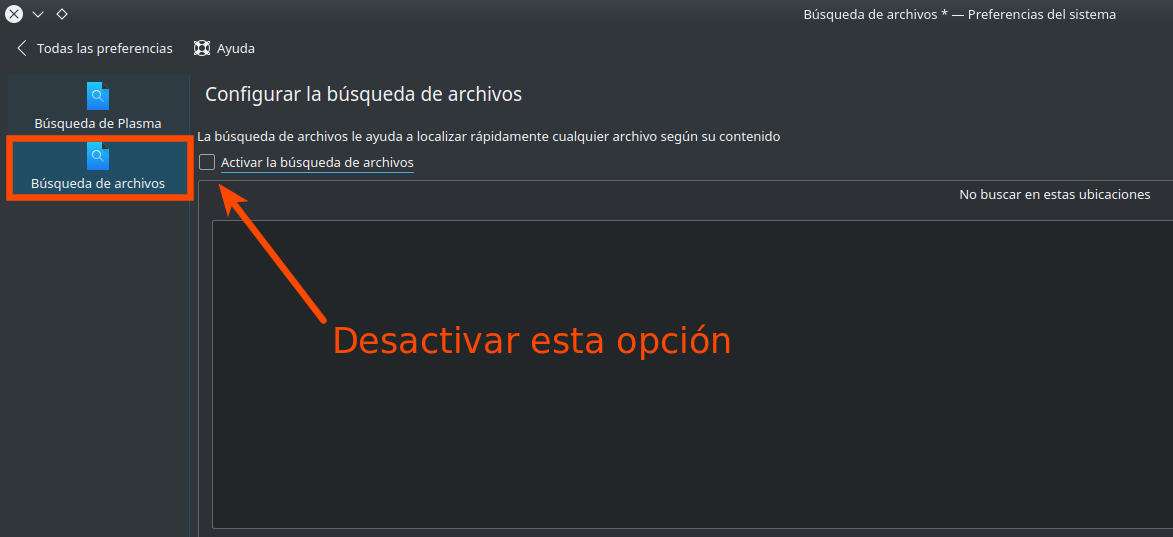 Búsqueda de archivos * — Preferencias del sistema
Todas las preferencias Ayuda
Configurar la búsqueda de archivos
Búsqueda de Plasma
La búsqueda de archivos le ayuda a localizar rápidamente cualquier archivo según su contenido
Activar la búsqueda de archivos
Búsqueda de archivos
No buscar en estas ubicaciones
Desactivar esta opción